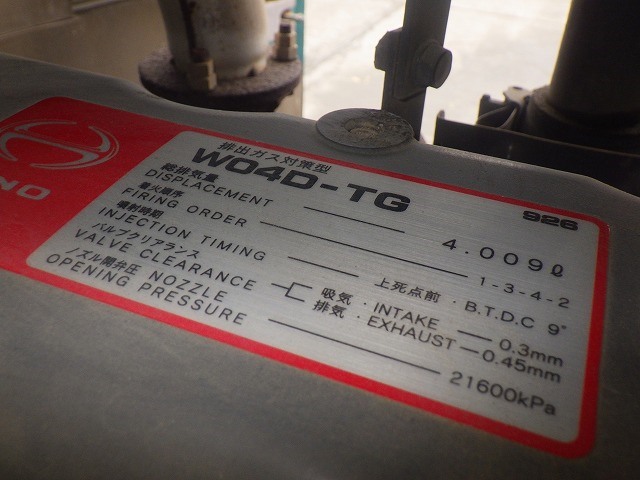 NO
排出ガス対策型
W04D-TG
926
総排気量
DISPLACEMENT 4.009ℓ
着火順序
FIRING ORDER 1-3-4-2
噴射時期
INJECTION TIMING 上死点前・B.T.D.C 9°
バルブクリアランス
VALVE CLEARANCE 吸気・INTAKE 0.3mm
排気・EXHAUST 0.45mm
ノズル開弁圧 NOZZLE
OPENING PRESSURE 21600kPa